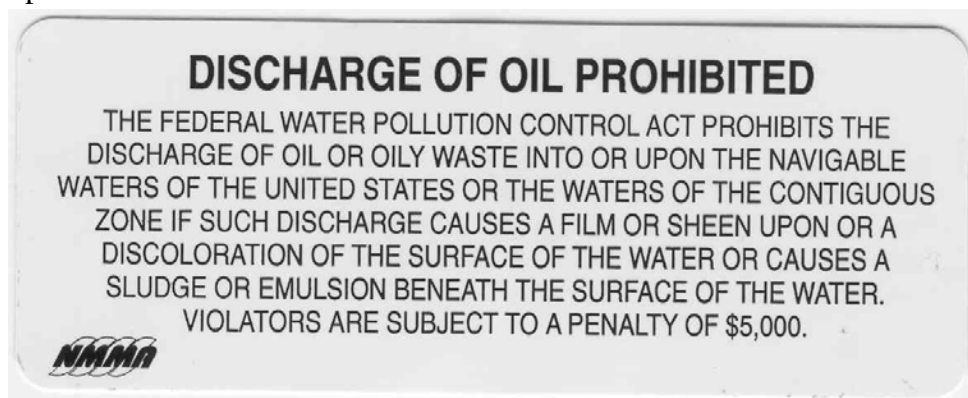 DISCHARGE OF OIL PROHIBITED
THE FEDERAL WATER POLLUTION CONTROL ACT PROHIBITS THE
DISCHARGE OF OIL OR OILY WASTE INTO OR UPON THE NAVIGABLE
WATERS OF THE UNITED STATES OR THE WATERS OF THE CONTIGUOUS
ZONE IF SUCH DISCHARGE CAUSES A FILM OR SHEEN UPON OR A
DISCOLORATION OF THE SURFACE OF THE WATER OR CAUSES A
SLUDGE OR EMULSION BENEATH THE SURFACE OF THE WATER.
VIOLATORS ARE SUBJECT TO A PENALTY OF $5,000.
NMMA